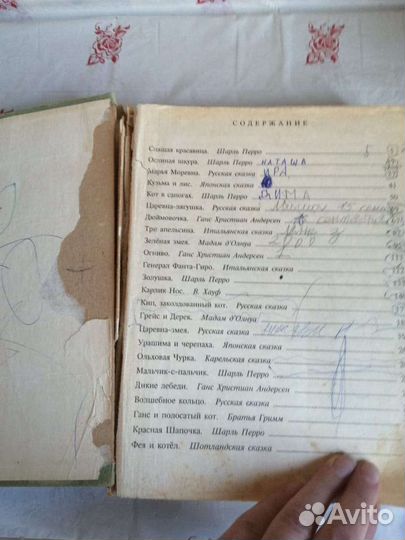 СОДЕРЖАНИЕ
Спящая красавица. Шарль Перро 5
Ослиная шкура. Шарль Перро НАТАША
Марья Моревна. Русская сказка ИРА
Кузьма и лис. Японская сказка
Кот в сапогах. Шарль Перро ДИМА
Царевна-лягушка. Русская сказка
Дюймовочка. Ганс Христиан Андерсен
Три апельсина. Итальянская сказка
Зелёная змея. Мадам д'Олнуа 2000
Огниво. Ганс Христиан Андерсен
Генерал Фанта-Гиро. Итальянская сказка
Золушка. Шарль Перро
Карлик Нос. В. Хауф
Кип, заколдованный кот. Русская сказка
Грейс и Дерек. Мадам д'Олнуа
Царевна-змея. Русская сказка
Урашима и черепаха. Японская сказка
Ольховая Чурка. Карельская сказка
Мальчик-с-пальчик. Шарль Перро
Дикие лебеди. Ганс Христиан Андерсен
Волшебное кольцо. Русская сказка
Ганс и полосатый кот. Братья Гримм
Красная Шапочка. Шарль Перро
Фея и котёл. Шотландская сказка
Avito